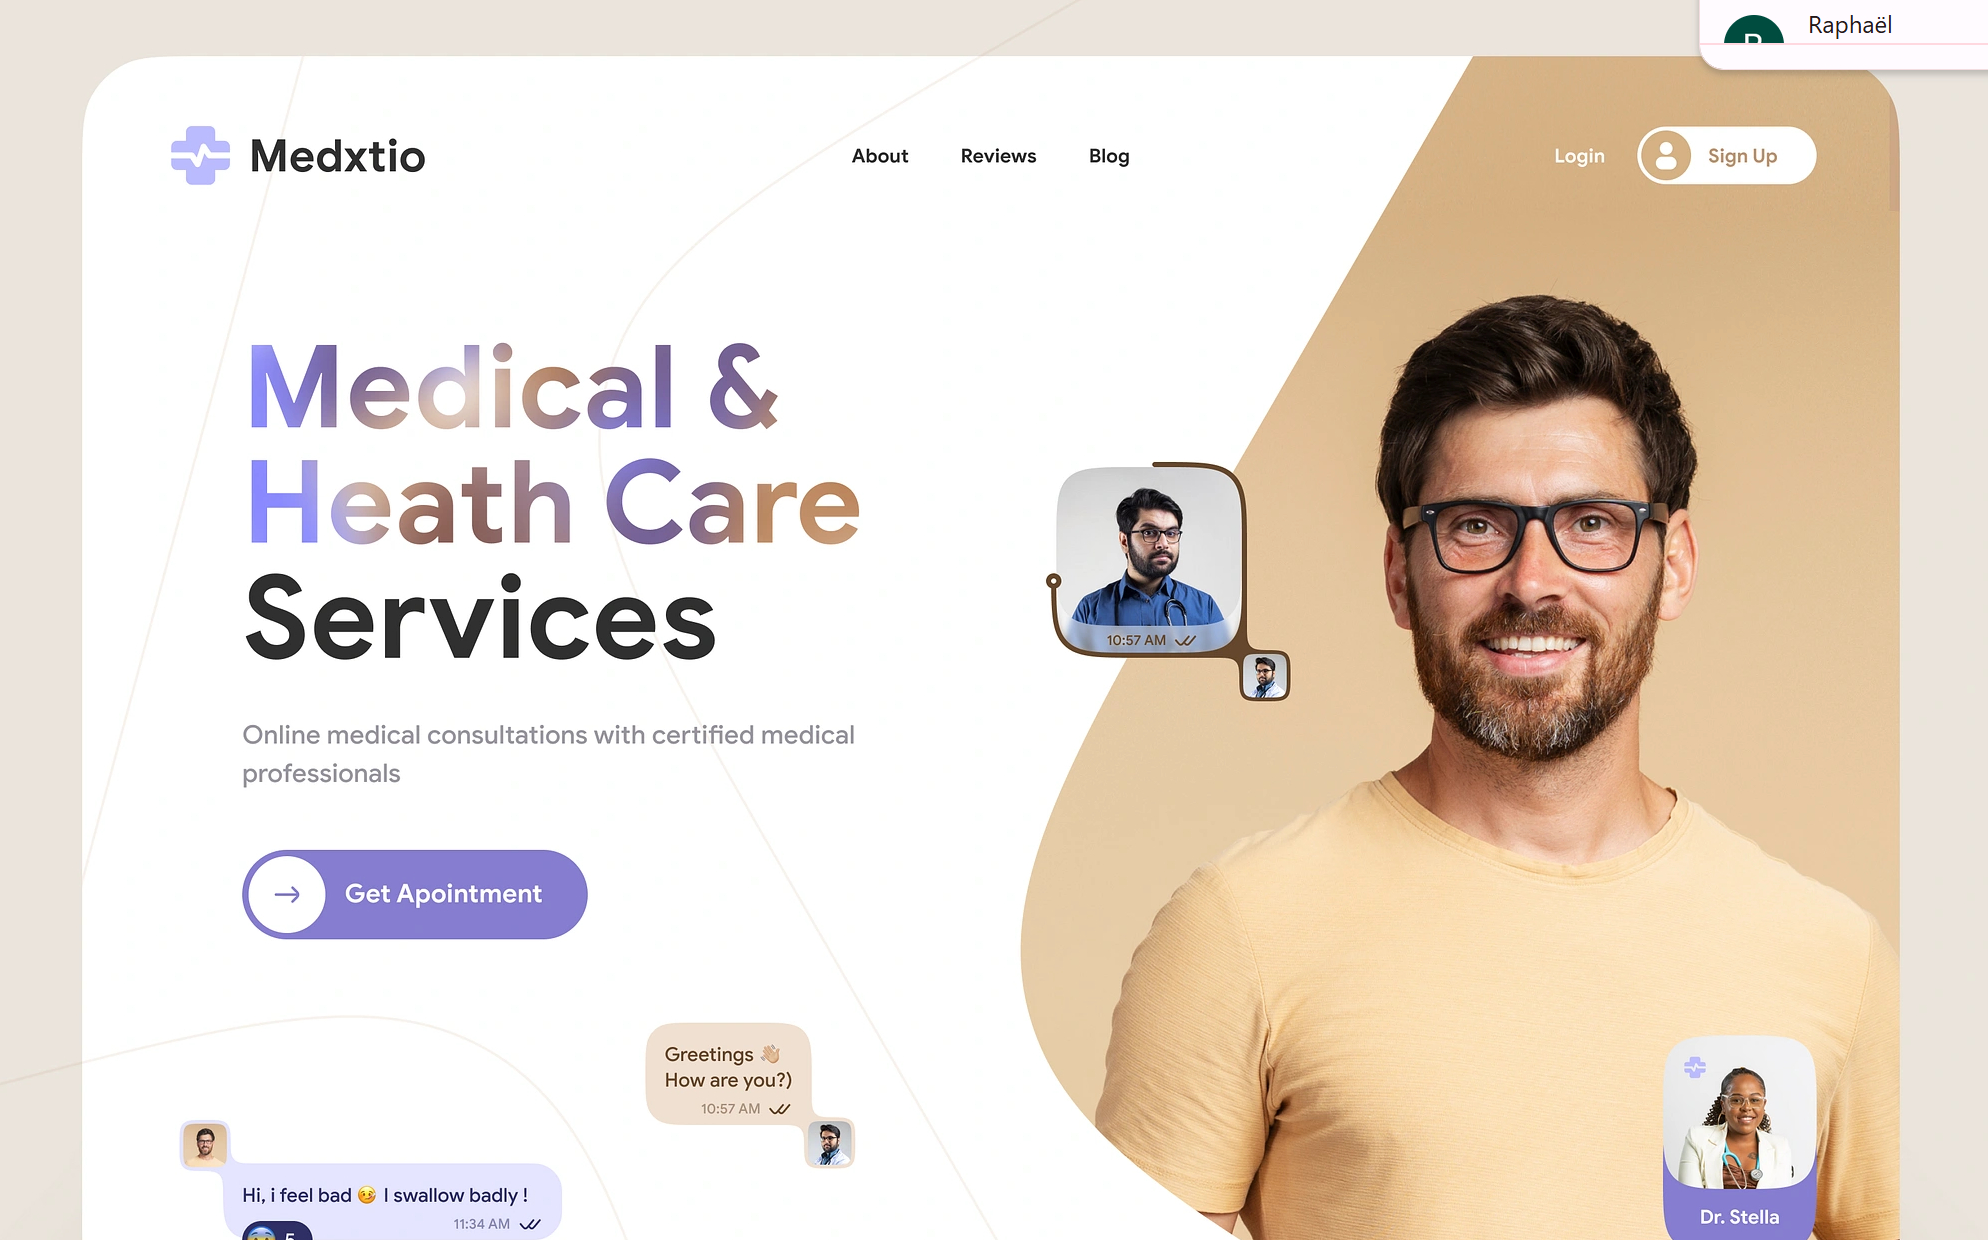 Raphaël
Medxtio
About
Reviews
Blog
Login
Sign Up
Medical &
Heath Care
Services
Online medical consultations with certified medical
professionals
Get Apointment
10:57 AM
Greetings 👋🏼
How are you?)
10:57 AM
Hi, i feel bad 🤒 I swallow badly !
11:34 AM
Dr. Stella